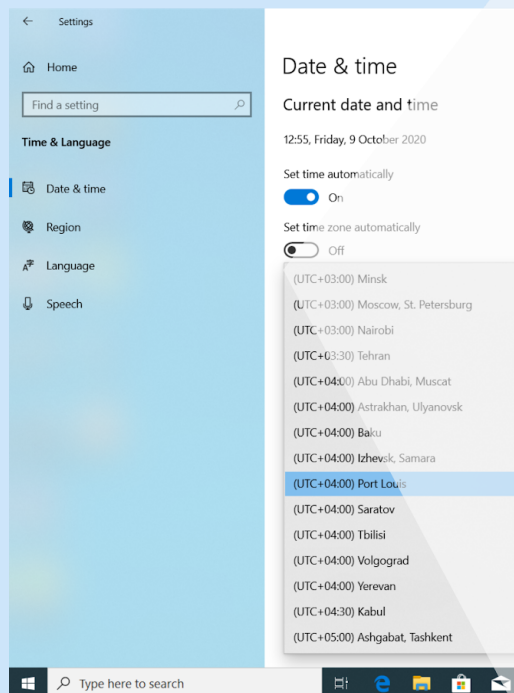 Settings
Home
Find a setting
Time & Language
Date & time
Region
Language
Speech
Date & time
Current date and time
12:55, Friday, 9 October 2020
Set time automatically
On
Set time zone automatically
Off
(UTC+03:00) Minsk
(UTC+03:00) Moscow, St. Petersburg
(UTC+03:00) Nairobi
(UTC+03:30) Tehran
(UTC+04:00) Abu Dhabi, Muscat
(UTC+04:00) Astrakhan, Ulyanovsk
(UTC+04:00) Baku
(UTC+04:00) Izhevsk, Samara
(UTC+04:00) Port Louis
(UTC+04:00) Saratov
(UTC+04:00) Tbilisi
(UTC+04:00) Volgograd
(UTC+04:00) Yerevan
(UTC+04:30) Kabul
(UTC+05:00) Ashgabat, Tashkent
Type here to search